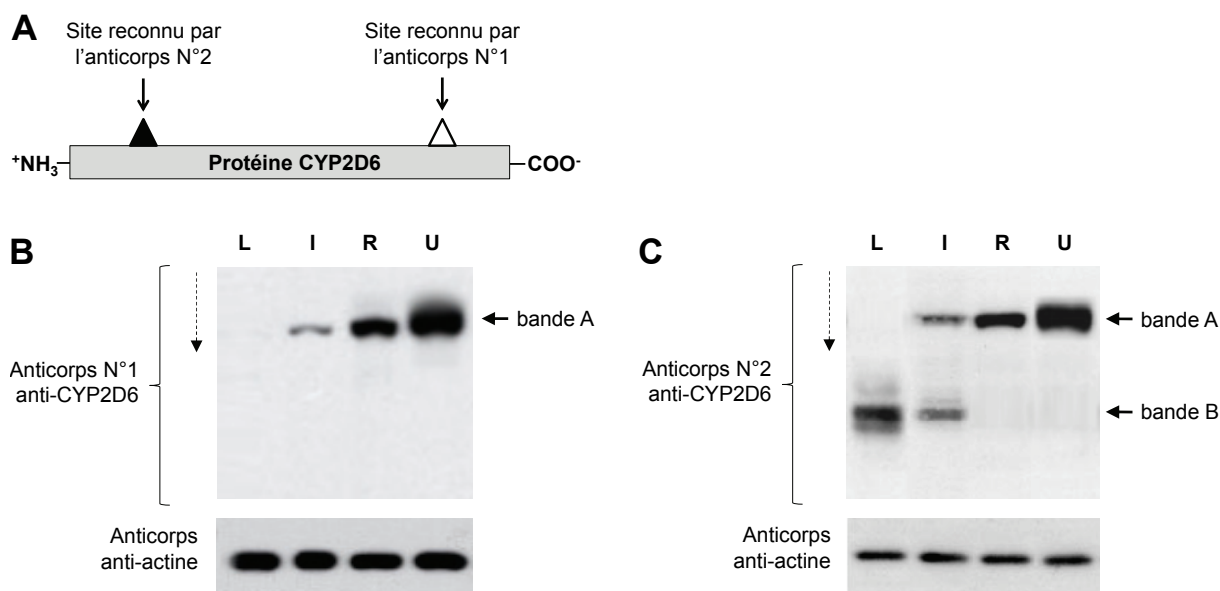 A
Site reconnu par
l'anticorps N°2
Site reconnu par
l'anticorps N°1
⁺NH₃
Protéine CYP2D6
COO⁻
B
L I R U
bande A
Anticorps N°1
anti-CYP2D6
Anticorps
anti-actine
C
L I R U
bande A
Anticorps N°2
anti-CYP2D6
bande B
Anticorps
anti-actine